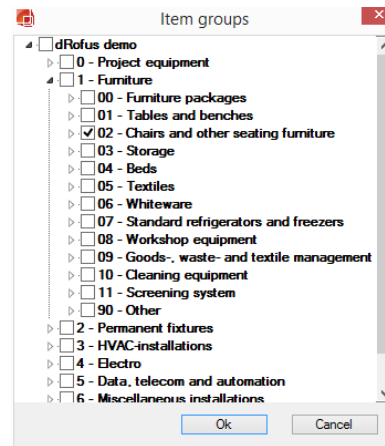 Item groups
dRofus demo
0 - Project equipment
1 - Furniture
00 - Furniture packages
01 - Tables and benches
02 - Chairs and other seating furniture
03 - Storage
04 - Beds
05 - Textiles
06 - Whiteware
07 - Standard refrigerators and freezers
08 - Workshop equipment
09 - Goods-, waste- and textile management
10 - Cleaning equipment
11 - Screening system
90 - Other
2 - Permanent fixtures
3 - HVAC-installations
4 - Electro
5 - Data, telecom and automation
6 - Miscellaneous installations
Ok Cancel